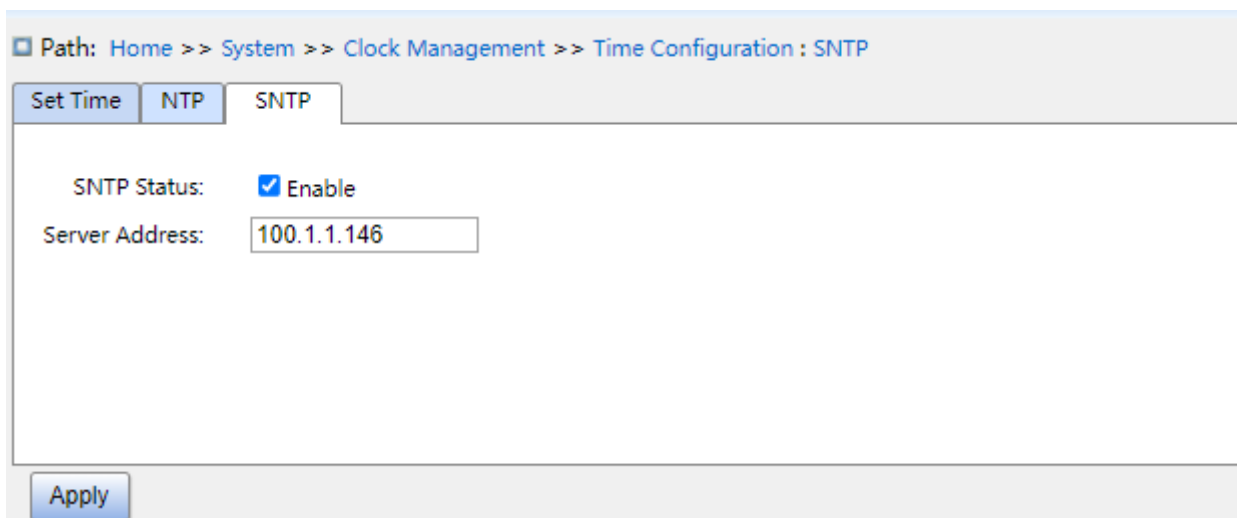 Path: Home >> System >> Clock Management >> Time Configuration : SNTP
Set Time NTP SNTP
SNTP Status: Enable
Server Address: 100.1.1.146
Apply